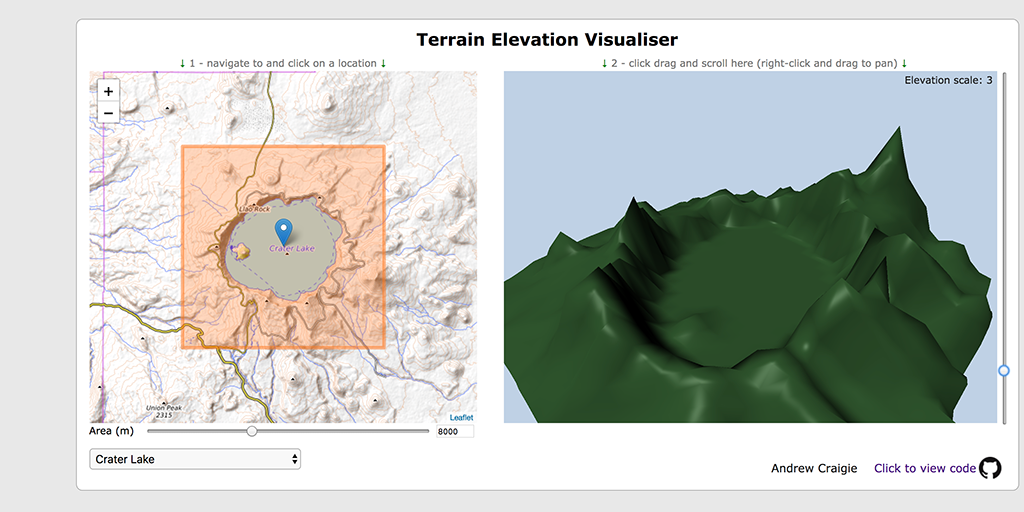 Terrain Elevation Visualiser
↓ 1 - navigate to and click on a location ↓
↓ 2 - click drag and scroll here (right-click and drag to pan) ↓
Elevation scale: 3
+
−
Llao Rock
Crater Lake
Union Peak
2315
Leaflet
Area (m)
8000
Crater Lake
Andrew Craigie
Click to view code